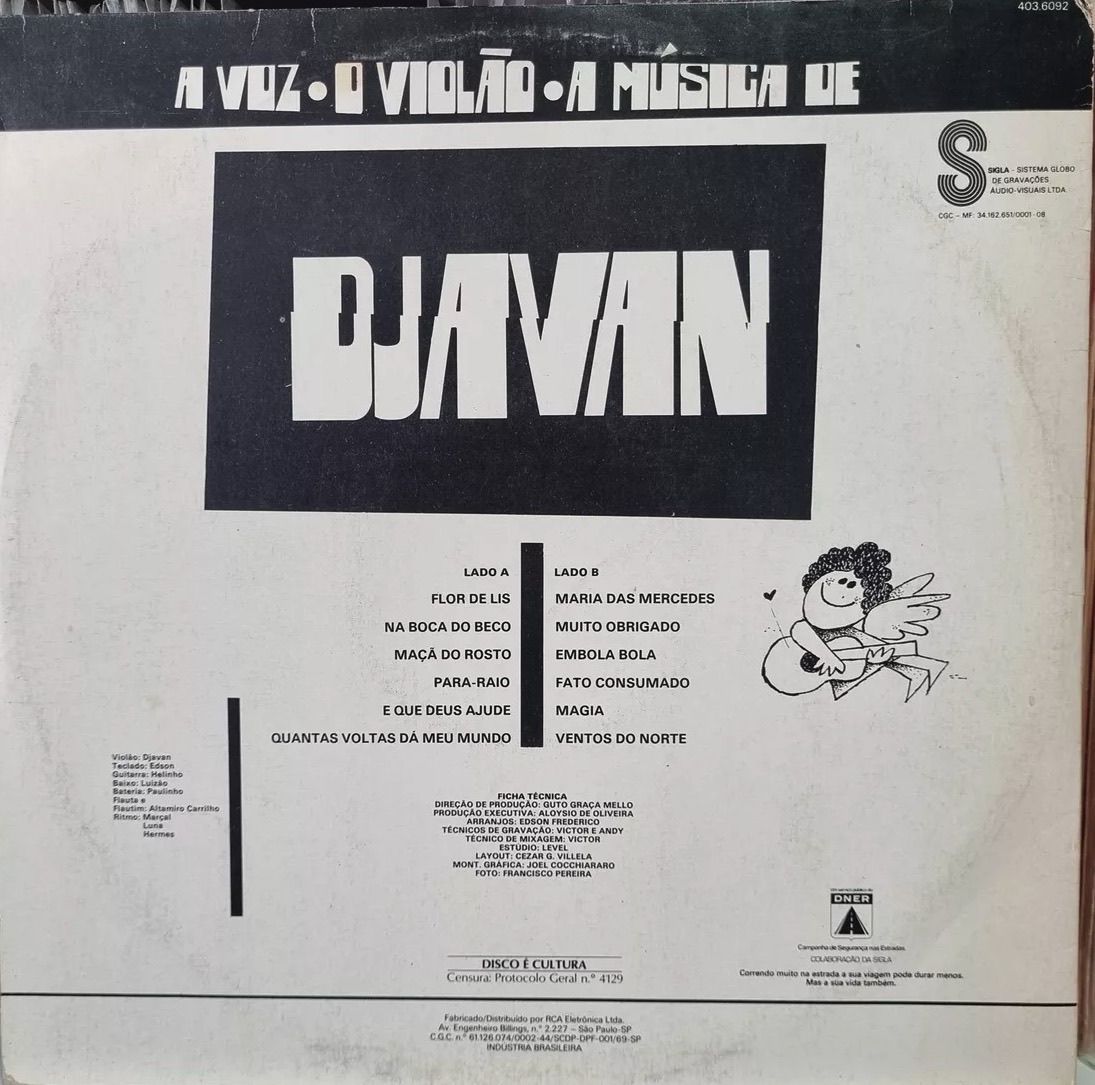 403.6092
A VOZ • O VIOLÃO • A MÚSICA DE
SIGLA - SISTEMA GLOBO
DE GRAVAÇÕES
ÁUDIO-VISUAIS LTDA
CGC - MF: 34.162.651/0001-08
DJAVAN
LADO A
FLOR DE LIS
NA BOCA DO BECO
MAÇÃ DO ROSTO
PARA-RAIO
E QUE DEUS AJUDE
QUANTAS VOLTAS DÁ MEU MUNDO
LADO B
MARIA DAS MERCEDES
MUITO OBRIGADO
EMBOLA BOLA
FATO CONSUMADO
MAGIA
VENTOS DO NORTE
Violão: Djavan
Teclado: Edson
Guitarra: Helinho
Baixo: Luizão
Bateria: Paulinho
Flauta e
Flautim: Altamiro Carrilho
Ritmo: Marçal
Luna
Hermes
FICHA TÉCNICA
DIREÇÃO DE PRODUÇÃO: GUTO GRAÇA MELLO
PRODUÇÃO EXECUTIVA: ALOYSIO DE OLIVEIRA
ARRANJOS: EDSON FREDERICO
TÉCNICOS DE GRAVAÇÃO: VICTOR E ANDY
TÉCNICO DE MIXAGEM: VICTOR
ESTÚDIO: LEVEL
LAYOUT: CEZAR G. VILLELA
MONT. GRÁFICA: JOEL COCCHIARARO
FOTO: FRANCISCO PEREIRA
DNER
Campanha de Segurança nas Estradas
COLABORAÇÃO DA SIGLA
Correndo muito na estrada a sua viagem pode durar menos.
Mas a sua vida também.
DISCO É CULTURA
Censura: Protocolo Geral n.º 4129
Fabricado/Distribuido por RCA Eletrônica Ltda.
Av. Engenheiro Billings, n.º 2.227 - São Paulo-SP
C.G.C. n.º 61.126.074/0002-44/SCDP-DPF-001/69-SP
INDÚSTRIA BRASILEIRA